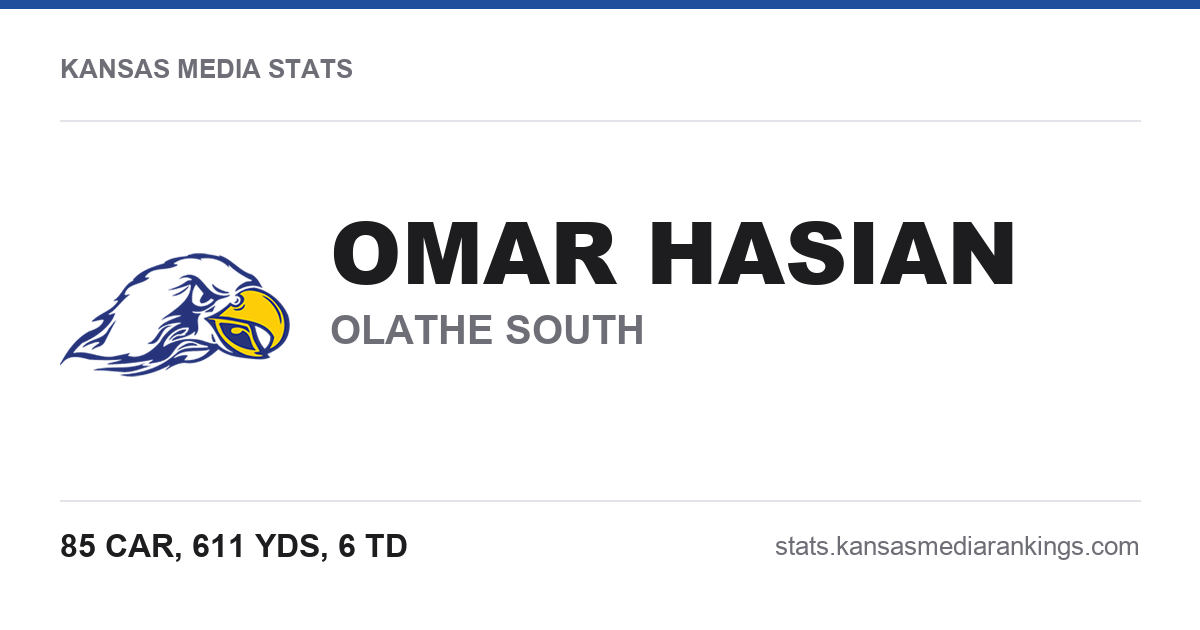 KANSAS MEDIA STATS
OMAR HASIAN
OLATHE SOUTH
85 CAR, 611 YDS, 6 TD
stats.kansasmediarankings.com